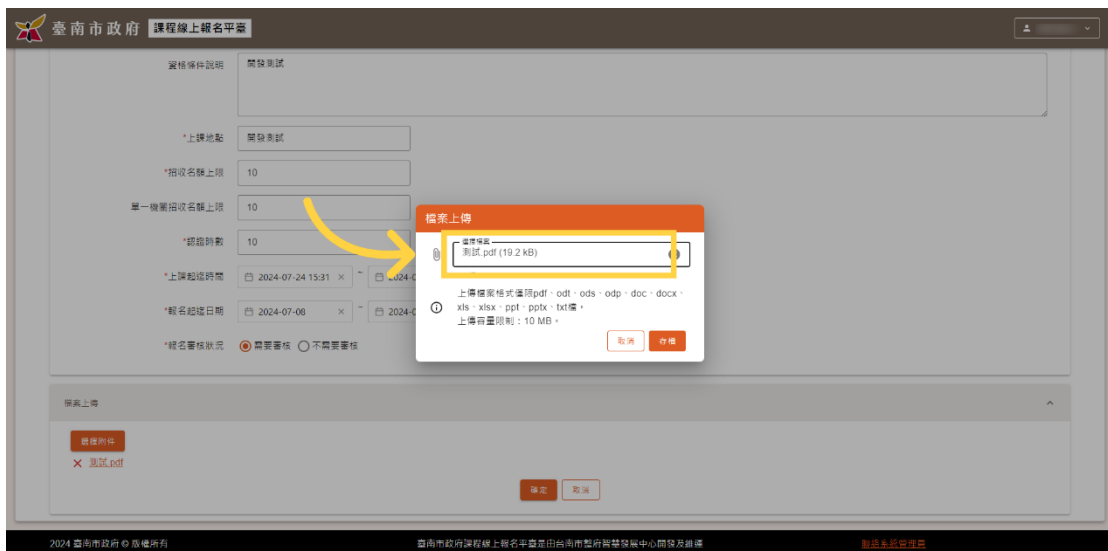 臺南市政府 課程線上報名平臺
資格條件說明 開發測試
*上課地點 開發測試
*招收名額上限 10
單一機關招收名額上限 10
*認證時數 10
*上課起迄時間 2024-07-24 15:31 × ~ 2024-0
*報名起迄日期 2024-07-08 × ~ 2024-0
*報名審核狀況 需要審核 不需要審核
檔案上傳
選擇檔案
測試.pdf (19.2 kB)
上傳檔案格式僅限pdf、odt、ods、odp、doc、docx、
xls、xlsx、ppt、pptx、txt檔。
上傳容量限制：10 MB。
取消 存檔
檔案上傳
選擇附件
× 測試.pdf
確定 取消
2024 臺南市政府 © 版權所有 臺南市政府課程線上報名平臺是由台南市政府智慧發展中心開發及維護 聯絡系統管理員